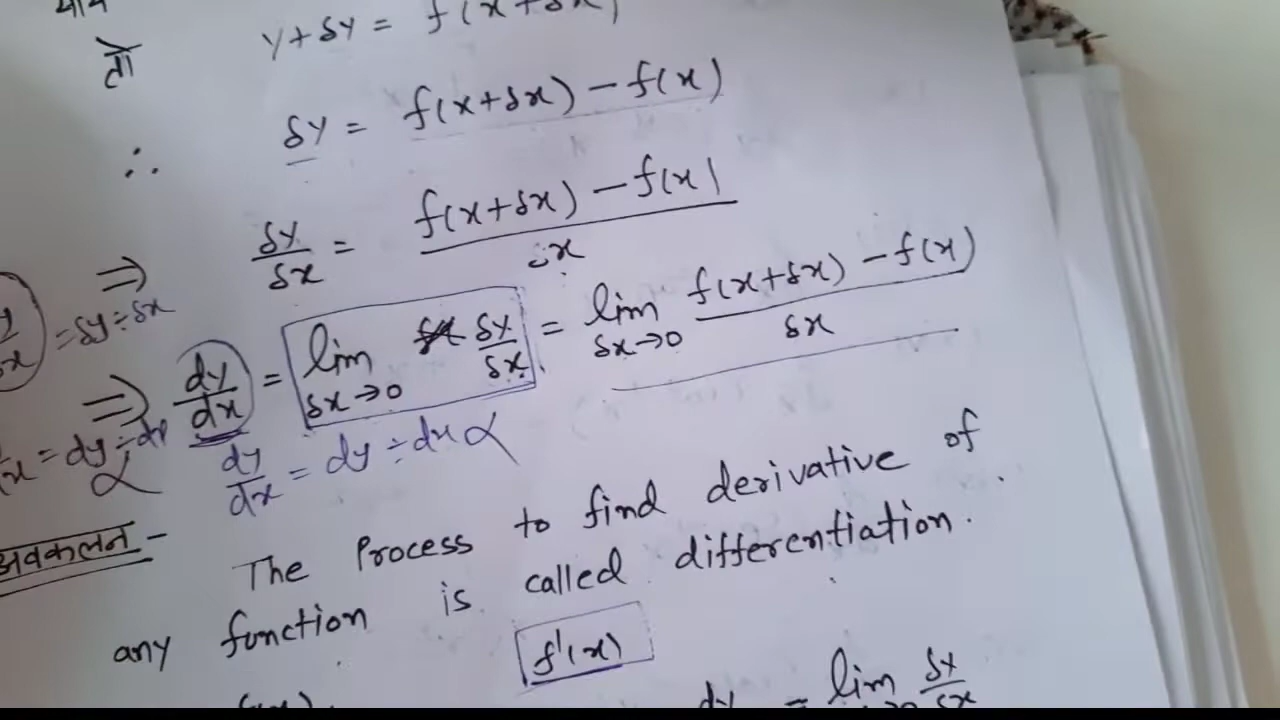 तो y+δy = f(x+δx)
∴ δy = f(x+δx) – f(x)
⇒ δy/δx = f(x+δx) – f(x) / δx
= δy÷δx
⇒ dy/dx = lim δx→0 δy/δx = lim δx→0 f(x+δx) – f(x) / δx
= dy÷dx
dy/dx = dy÷dx
अवकलन –
The Process to find derivative of
any function is called differentiation.
f'(x)
dy = lim δy/δx